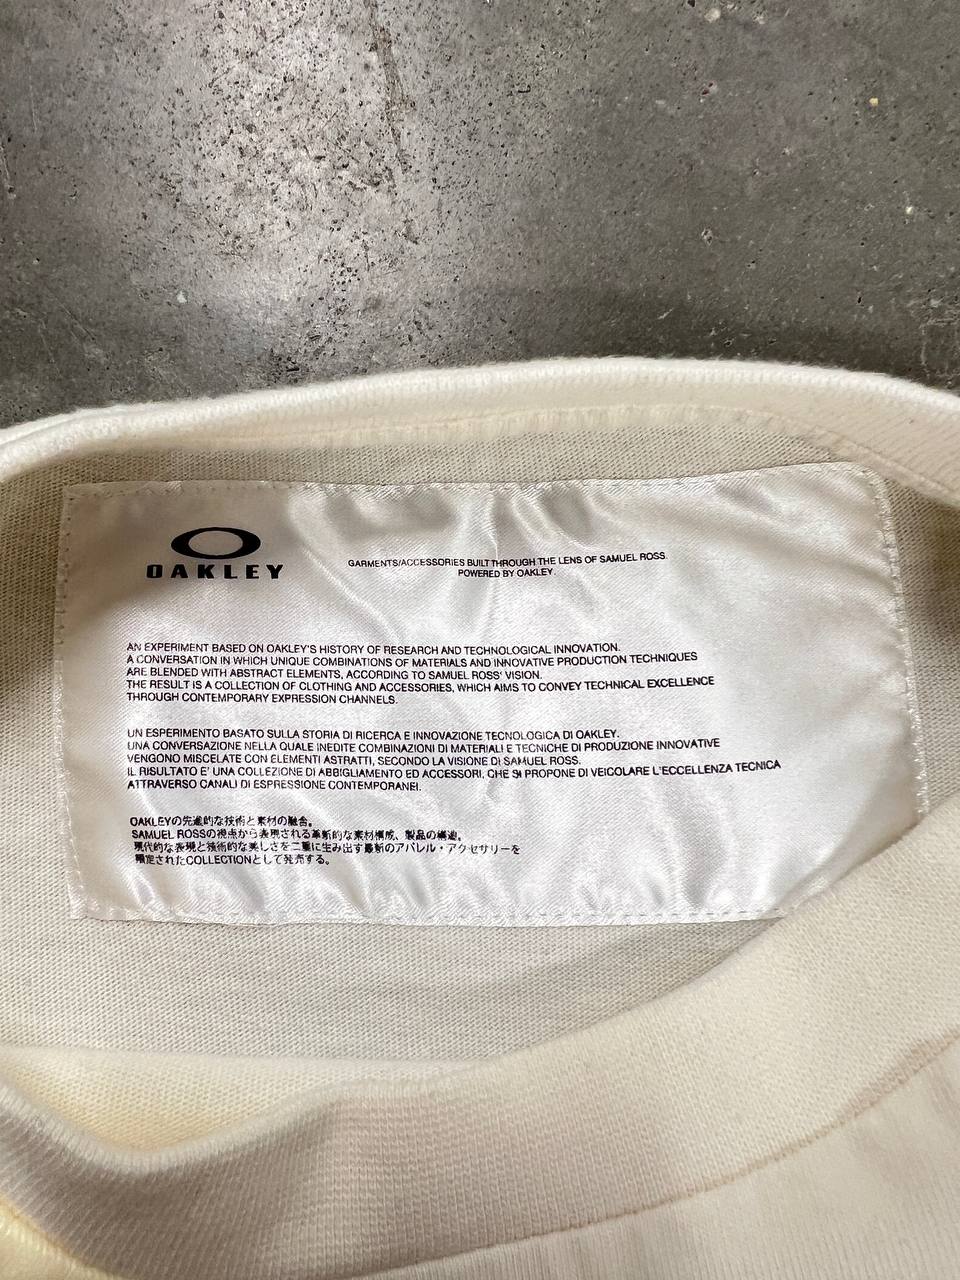 OAKLEY
GARMENTS/ACCESSORIES BUILT THROUGH THE LENS OF SAMUEL ROSS.
POWERED BY OAKLEY.
AN EXPERIMENT BASED ON OAKLEY'S HISTORY OF RESEARCH AND TECHNOLOGICAL INNOVATION.
A CONVERSATION IN WHICH UNIQUE COMBINATIONS OF MATERIALS AND INNOVATIVE PRODUCTION TECHNIQUES
ARE BLENDED WITH ABSTRACT ELEMENTS, ACCORDING TO SAMUEL ROSS' VISION.
THE RESULT IS A COLLECTION OF CLOTHING AND ACCESSORIES, WHICH AIMS TO CONVEY TECHNICAL EXCELLENCE
THROUGH CONTEMPORARY EXPRESSION CHANNELS.
UN ESPERIMENTO BASATO SULLA STORIA DI RICERCA E INNOVAZIONE TECNOLOGICA DI OAKLEY.
UNA CONVERSAZIONE NELLA QUALE INEDITE COMBINAZIONI DI MATERIALI E TECNICHE DI PRODUZIONE INNOVATIVE
VENGONO MISCELATE CON ELEMENTI ASTRATTI, SECONDO LA VISIONE DI SAMUEL ROSS.
IL RISULTATO E' UNA COLLEZIONE DI ABBIGLIAMENTO ED ACCESSORI, CHE SI PROPONE DI VEICOLARE L'ECCELLENZA TECNICA
ATTRAVERSO CANALI DI ESPRESSIONE CONTEMPORANEI.
OAKLEYの先進的な技術と素材の融合。
SAMUEL ROSSの視点から表現される革新的な素材構成、製品の構造。
現代的な表現と技術的な美しさを二重に生み出す最新のアパレル・アクセサリーを
限定されたCOLLECTIONとして発売する。